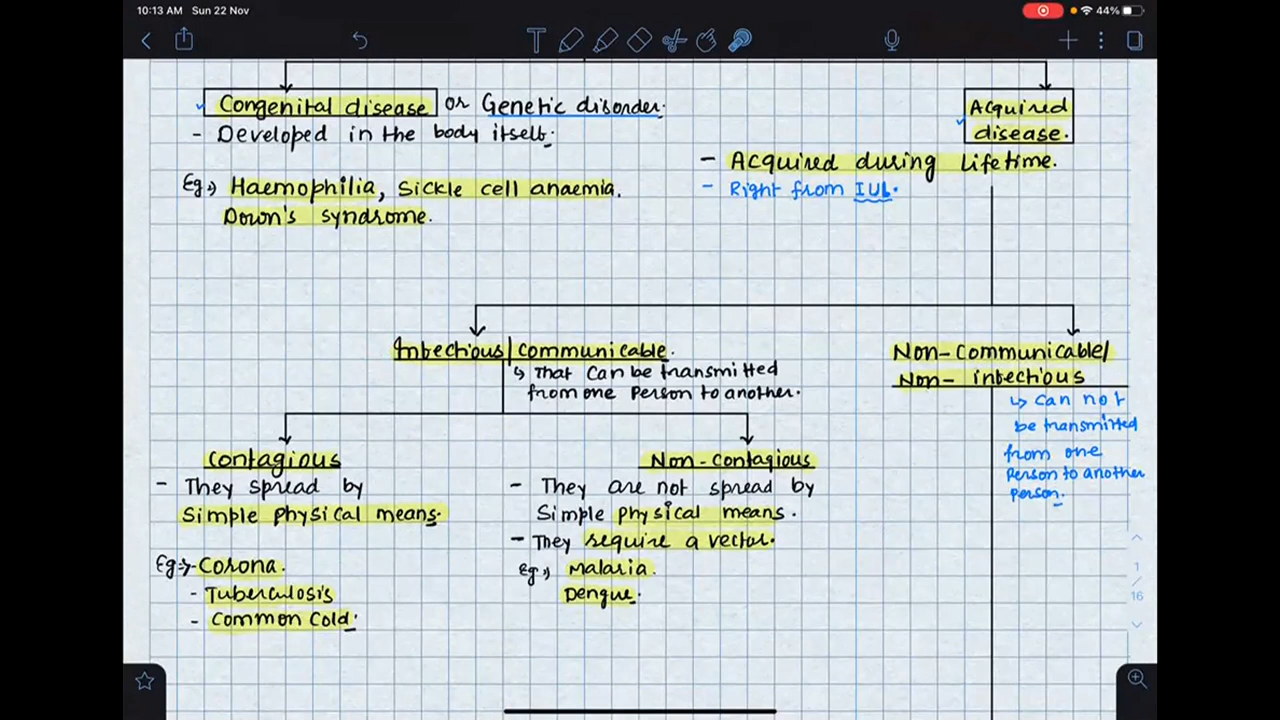 10:13 AM Sun 22 Nov
44%
Congenital disease or Genetic disorder.
- Developed in the body itself.
Eg:) Haemophilia, Sickle cell anaemia.
Down's syndrome.
Acquired
disease.
- Acquired during Lifetime.
- Right from IUL.
Infectious | communicable.
↳ That can be transmitted
from one Person to another.
Non-Communicable/
Non-infectious
↳ can not
be transmitted
from one
Person to another
person.
Contagious
- They spread by
Simple physical means.
Eg:- Corona.
- Tuberculosis
- Common Cold.
Non-contagious
- They are not spread by
Simple physical means.
- They require a vector.
Eg:) Malaria.
Dengue.
1
/
16